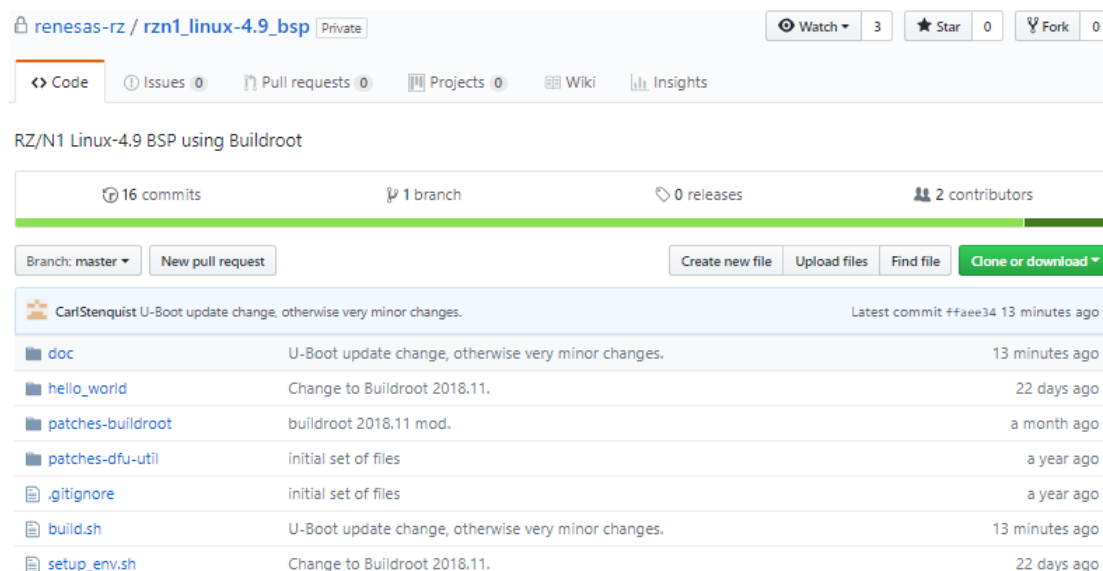 renesas-rz / rzn1_linux-4.9_bsp Private Watch 3 Star 0 Fork 0
Code Issues 0 Pull requests 0 Projects 0 Wiki Insights
RZ/N1 Linux-4.9 BSP using Buildroot
16 commits 1 branch 0 releases 2 contributors
Branch: master New pull request Create new file Upload files Find file Clone or download
CarlStenquist U-Boot update change, otherwise very minor changes. Latest commit ffaee34 13 minutes ago
doc U-Boot update change, otherwise very minor changes. 13 minutes ago
hello_world Change to Buildroot 2018.11. 22 days ago
patches-buildroot buildroot 2018.11 mod. a month ago
patches-dfu-util initial set of files a year ago
.gitignore initial set of files a year ago
build.sh U-Boot update change, otherwise very minor changes. 13 minutes ago
setup_env.sh Change to Buildroot 2018.11. 22 days ago